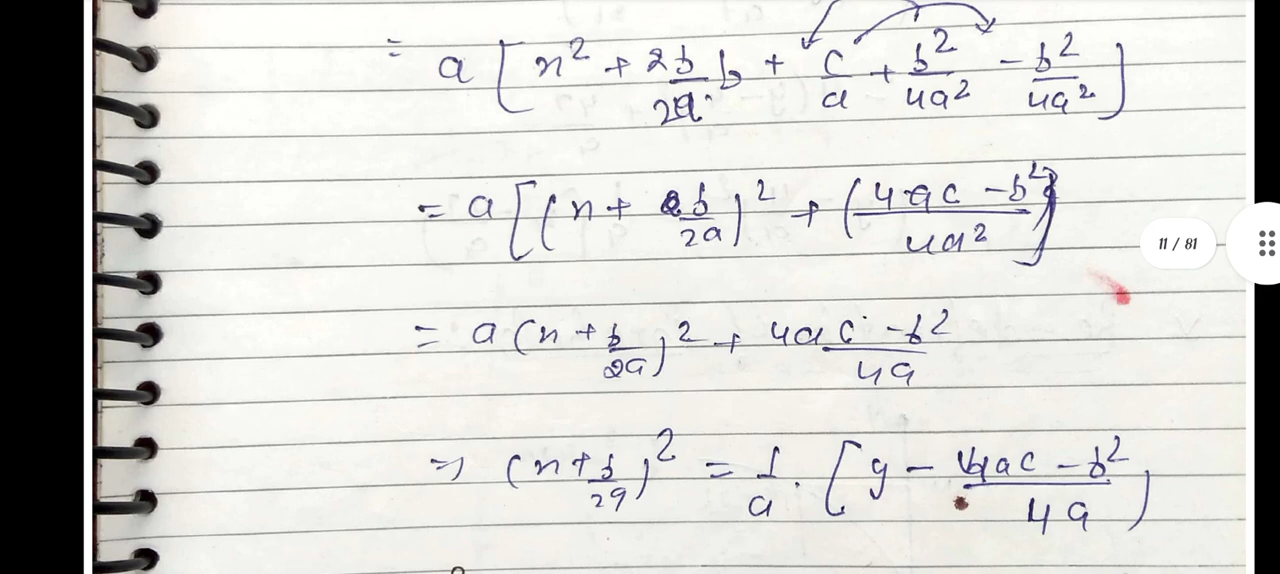 = a [ x² + 2b/2a · b + c/a + b²/4a² - b²/4a² ]
= a [ (x + b/2a)² + (4ac - b²/4a²) ]
11 / 81
= a (x + b/2a)² + 4ac - b²/4a
=> (x + b/2a)² = 1/a . [ y - 4ac - b²/4a )